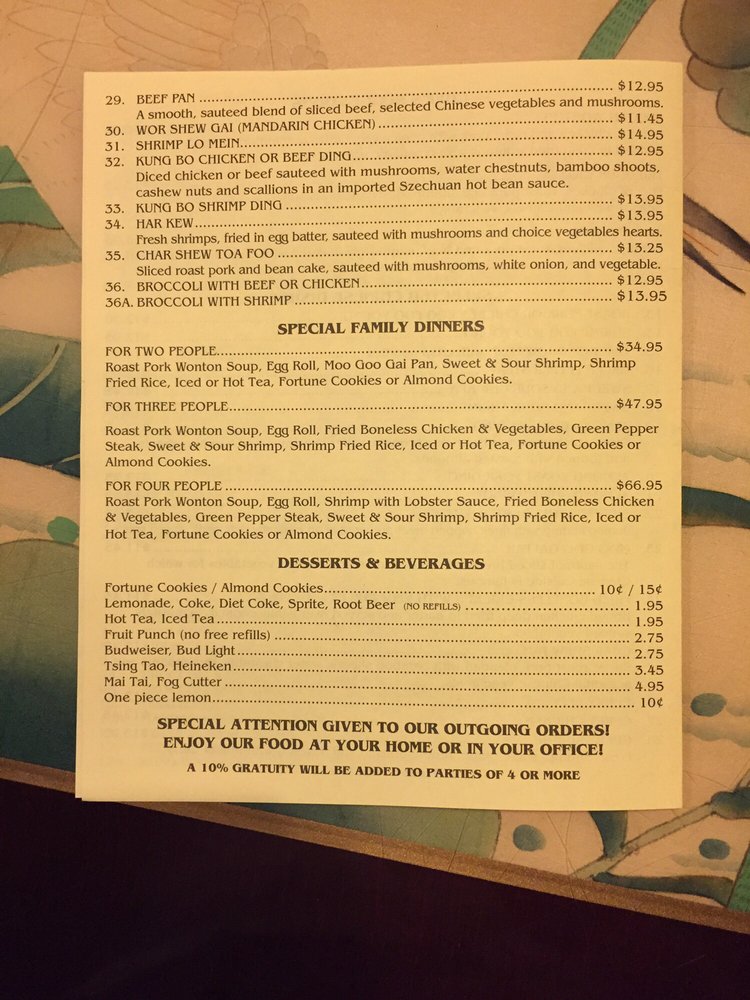 29. BEEF PAN ........ $12.95
A smooth, sauteed blend of sliced beef, selected Chinese vegetables and mushrooms.
30. WOR SHEW GAI (MANDARIN CHICKEN) ........ $11.45
31. SHRIMP LO MEIN ........ $14.95
32. KUNG BO CHICKEN OR BEEF DING ........ $12.95
Diced chicken or beef sauteed with mushrooms, water chestnuts, bamboo shoots,
cashew nuts and scallions in an imported Szechuan hot bean sauce.
33. KUNG BO SHRIMP DING ........ $13.95
34. HAR KEW ........ $13.95
Fresh shrimps, fried in egg batter, sauteed with mushrooms and choice vegetables hearts.
35. CHAR SHEW TOA FOO ........ $13.25
Sliced roast pork and bean cake, sauteed with mushrooms, white onion, and vegetable.
36. BROCCOLI WITH BEEF OR CHICKEN ........ $12.95
36A. BROCCOLI WITH SHRIMP ........ $13.95
SPECIAL FAMILY DINNERS
FOR TWO PEOPLE ........ $34.95
Roast Pork Wonton Soup, Egg Roll, Moo Goo Gai Pan, Sweet & Sour Shrimp, Shrimp
Fried Rice, Iced or Hot Tea, Fortune Cookies or Almond Cookies.
FOR THREE PEOPLE ........ $47.95
Roast Pork Wonton Soup, Egg Roll, Fried Boneless Chicken & Vegetables, Green Pepper
Steak, Sweet & Sour Shrimp, Shrimp Fried Rice, Iced or Hot Tea, Fortune Cookies or
Almond Cookies.
FOR FOUR PEOPLE ........ $66.95
Roast Pork Wonton Soup, Egg Roll, Shrimp with Lobster Sauce, Fried Boneless Chicken
& Vegetables, Green Pepper Steak, Sweet & Sour Shrimp, Shrimp Fried Rice, Iced or
Hot Tea, Fortune Cookies or Almond Cookies.
DESSERTS & BEVERAGES
Fortune Cookies / Almond Cookies ........ 10¢ / 15¢
Lemonade, Coke, Diet Coke, Sprite, Root Beer (NO REFILLS) ........ 1.95
Hot Tea, Iced Tea ........ 1.95
Fruit Punch (no free refills) ........ 2.75
Budweiser, Bud Light ........ 2.75
Tsing Tao, Heineken ........ 3.45
Mai Tai, Fog Cutter ........ 4.95
One piece lemon ........ 10¢
SPECIAL ATTENTION GIVEN TO OUR OUTGOING ORDERS!
ENJOY OUR FOOD AT YOUR HOME OR IN YOUR OFFICE!
A 10% GRATUITY WILL BE ADDED TO PARTIES OF 4 OR MORE